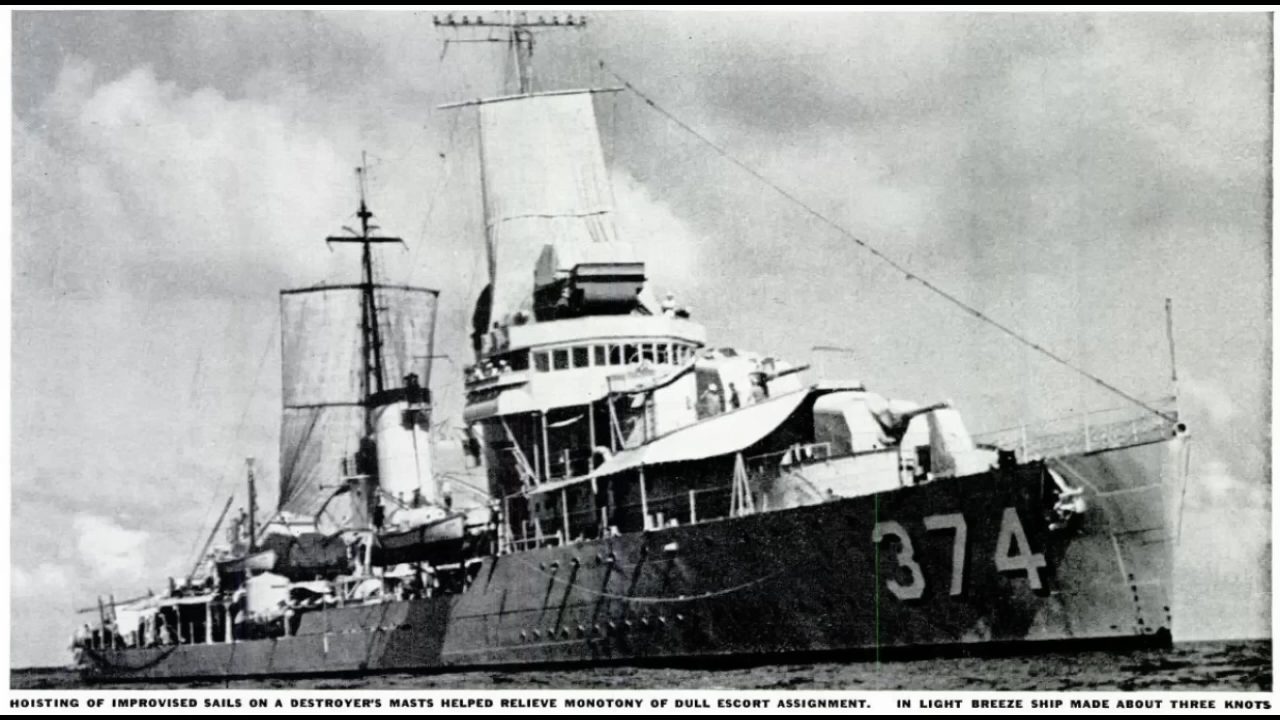 374
HOISTING OF IMPROVISED SAILS ON A DESTROYER'S MASTS HELPED RELIEVE MONOTONY OF DULL ESCORT ASSIGNMENT. IN LIGHT BREEZE SHIP MADE ABOUT THREE KNOTS